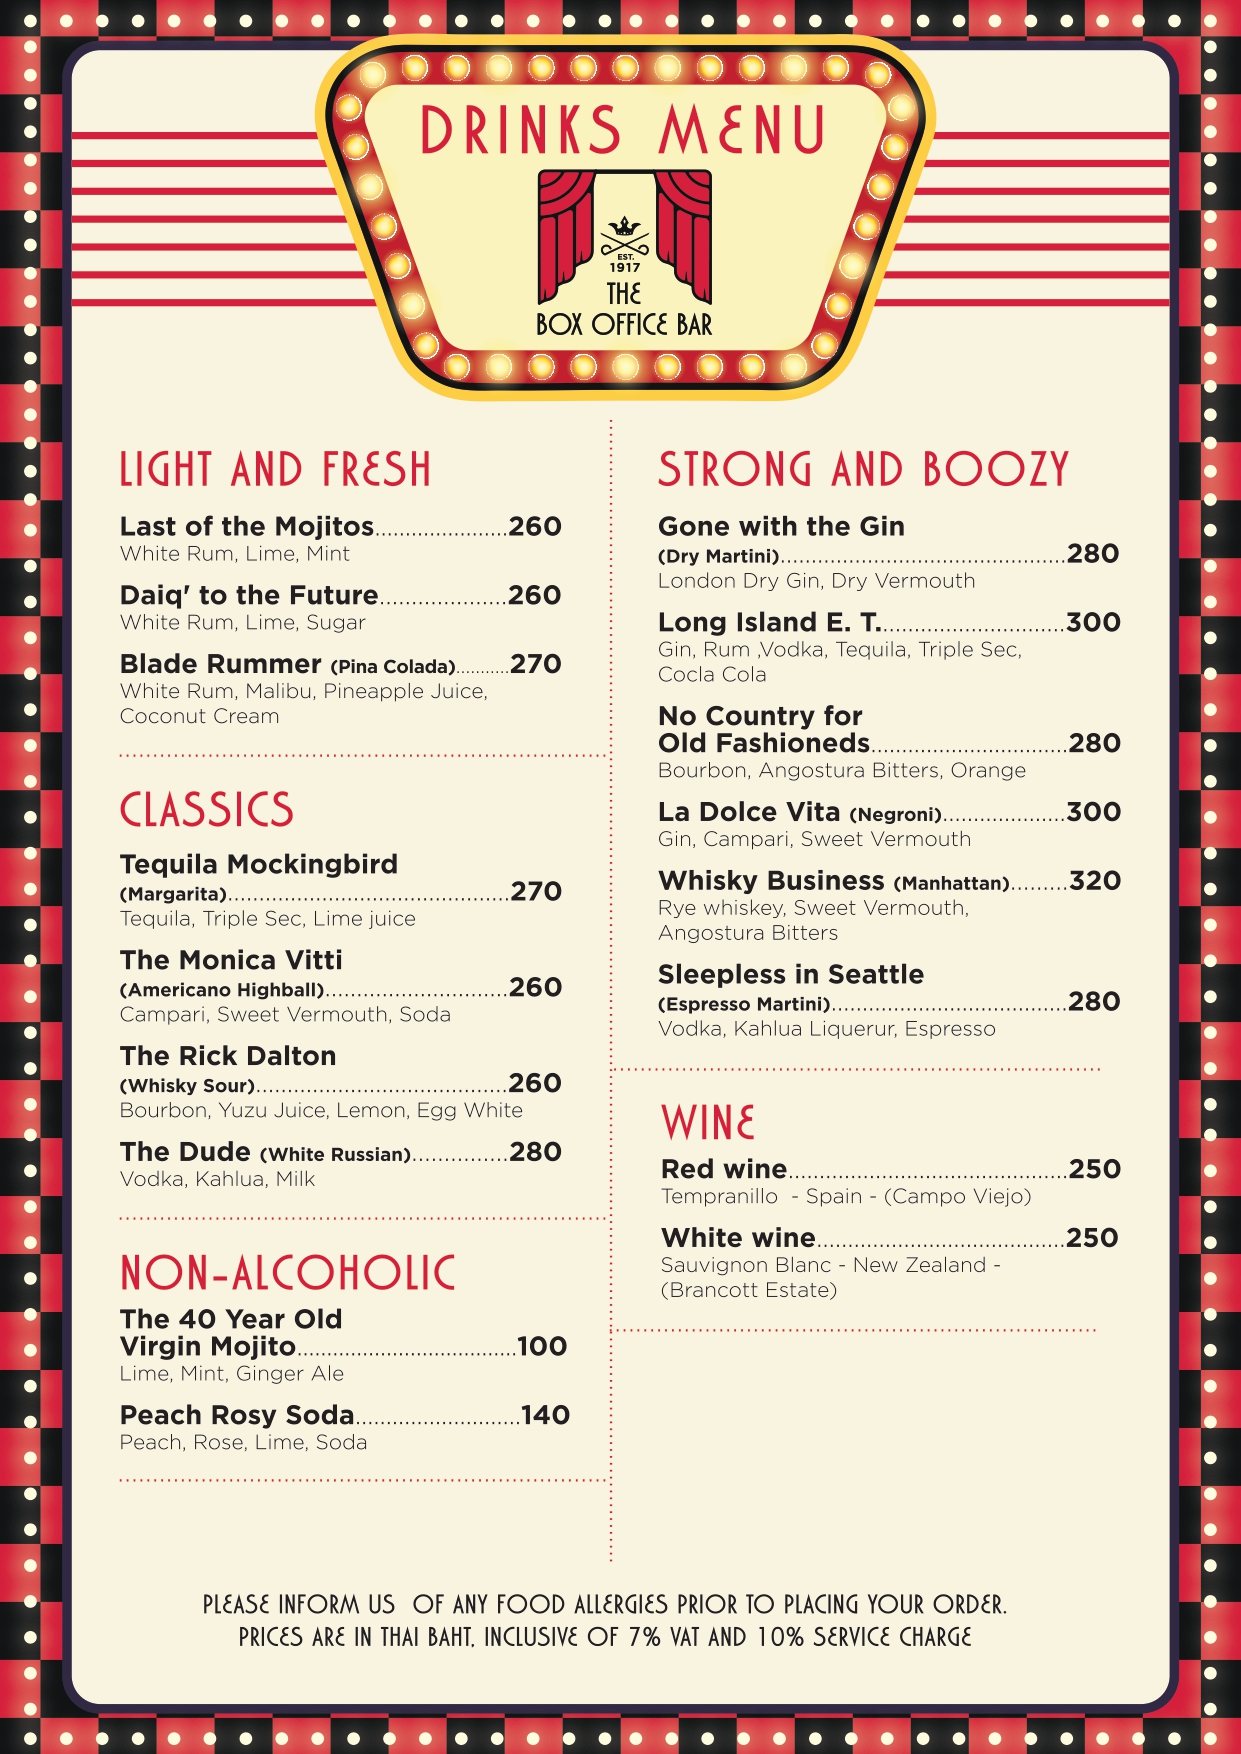 DRINKS MENU
EST.
1917
THE
BOX OFFICE BAR
LIGHT AND FRESH
Last of the Mojitos......................260
White Rum, Lime, Mint
Daiq' to the Future.....................260
White Rum, Lime, Sugar
Blade Rummer (Pina Colada)...........270
White Rum, Malibu, Pineapple Juice,
Coconut Cream
CLASSICS
Tequila Mockingbird
(Margarita)..............................................270
Tequila, Triple Sec, Lime juice
The Monica Vitti
(Americano Highball)..............................260
Campari, Sweet Vermouth, Soda
The Rick Dalton
(Whisky Sour).........................................260
Bourbon, Yuzu Juice, Lemon, Egg White
The Dude (White Russian)................280
Vodka, Kahlua, Milk
NON-ALCOHOLIC
The 40 Year Old
Virgin Mojito....................................100
Lime, Mint, Ginger Ale
Peach Rosy Soda...........................140
Peach, Rose, Lime, Soda
STRONG AND BOOZY
Gone with the Gin
(Dry Martini)...............................................280
London Dry Gin, Dry Vermouth
Long Island E. T...............................300
Gin, Rum ,Vodka, Tequila, Triple Sec,
Cocla Cola
No Country for
Old Fashioneds................................280
Bourbon, Angostura Bitters, Orange
La Dolce Vita (Negroni)....................300
Gin, Campari, Sweet Vermouth
Whisky Business (Manhattan).........320
Rye whiskey, Sweet Vermouth,
Angostura Bitters
Sleepless in Seattle
(Espresso Martini).......................................280
Vodka, Kahlua Liquerur, Espresso
WINE
Red wine..............................................250
Tempranillo  - Spain - (Campo Viejo)
White wine.........................................250
Sauvignon Blanc - New Zealand -
(Brancott Estate)
PLEASE INFORM US  OF ANY FOOD ALLERGIES PRIOR TO PLACING YOUR ORDER.
PRICES ARE IN THAI BAHT, INCLUSIVE OF 7% VAT AND 10% SERVICE CHARGE